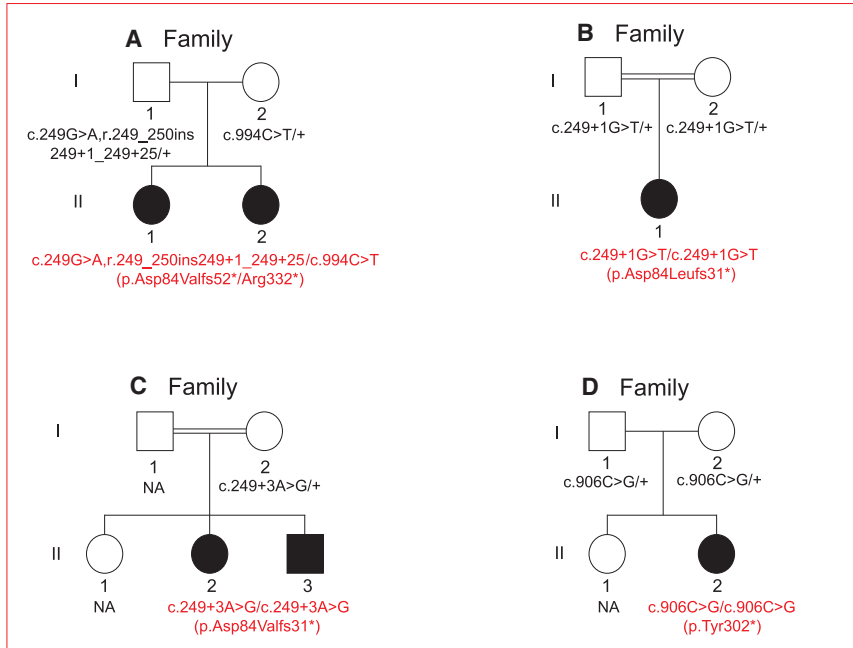 A Family
I
1
2
c.249G>A,r.249_250ins
249+1_249+25/+
c.994C>T/+
II
1
2
c.249G>A,r.249_250ins249+1_249+25/c.994C>T
(p.Asp84Valfs52*/Arg332*)
B Family
I
1
2
c.249+1G>T/+
c.249+1G>T/+
II
1
c.249+1G>T/c.249+1G>T
(p.Asp84Leufs31*)
C Family
I
1
2
NA
c.249+3A>G/+
II
1
2
3
NA
c.249+3A>G/c.249+3A>G
(p.Asp84Valfs31*)
D Family
I
1
2
c.906C>G/+
c.906C>G/+
II
1
2
NA
c.906C>G/c.906C>G
(p.Tyr302*)